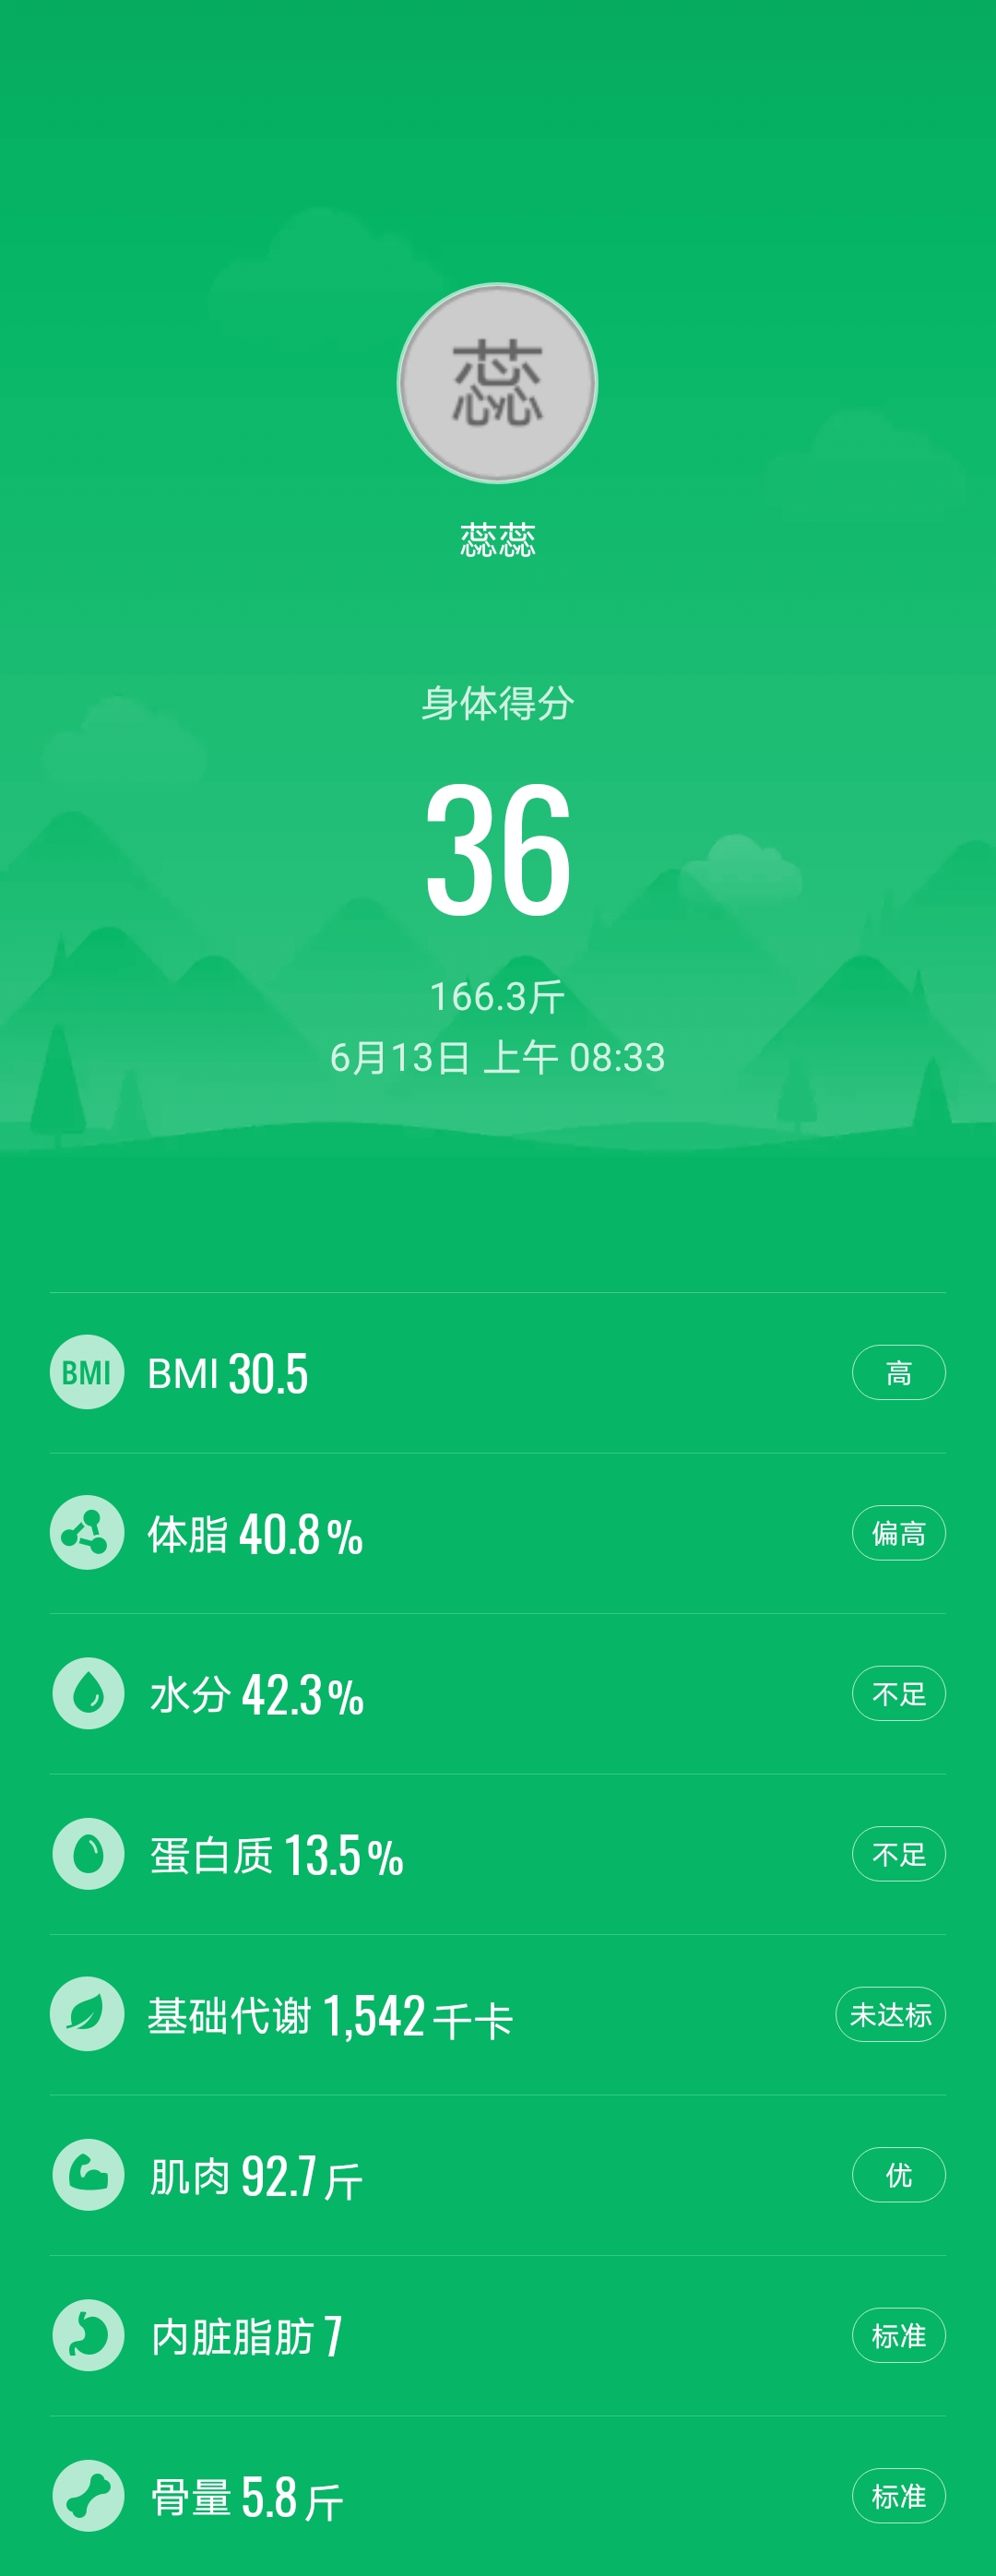 蕊
蕊蕊
身体得分
36
166.3斤
6月13日 上午 08:33
BMI BMI 30.5 高
体脂 40.8% 偏高
水分 42.3% 不足
蛋白质 13.5% 不足
基础代谢 1,542千卡 未达标
肌肉 92.7斤 优
内脏脂肪 7 标准
骨量 5.8斤 标准